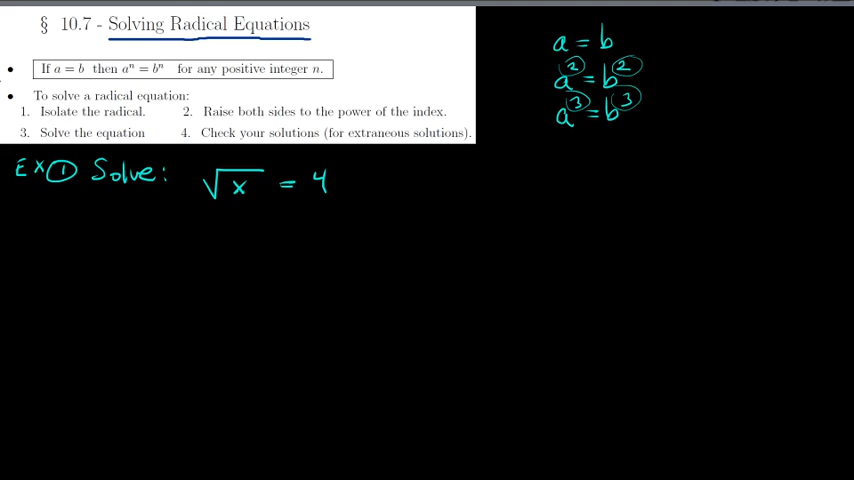 § 10.7 - Solving Radical Equations
• If a = b then aⁿ = bⁿ for any positive integer n.
• To solve a radical equation:
1. Isolate the radical. 2. Raise both sides to the power of the index.
3. Solve the equation 4. Check your solutions (for extraneous solutions).
a = b
a² = b²
a³ = b³
Ex ① Solve: √x = 4